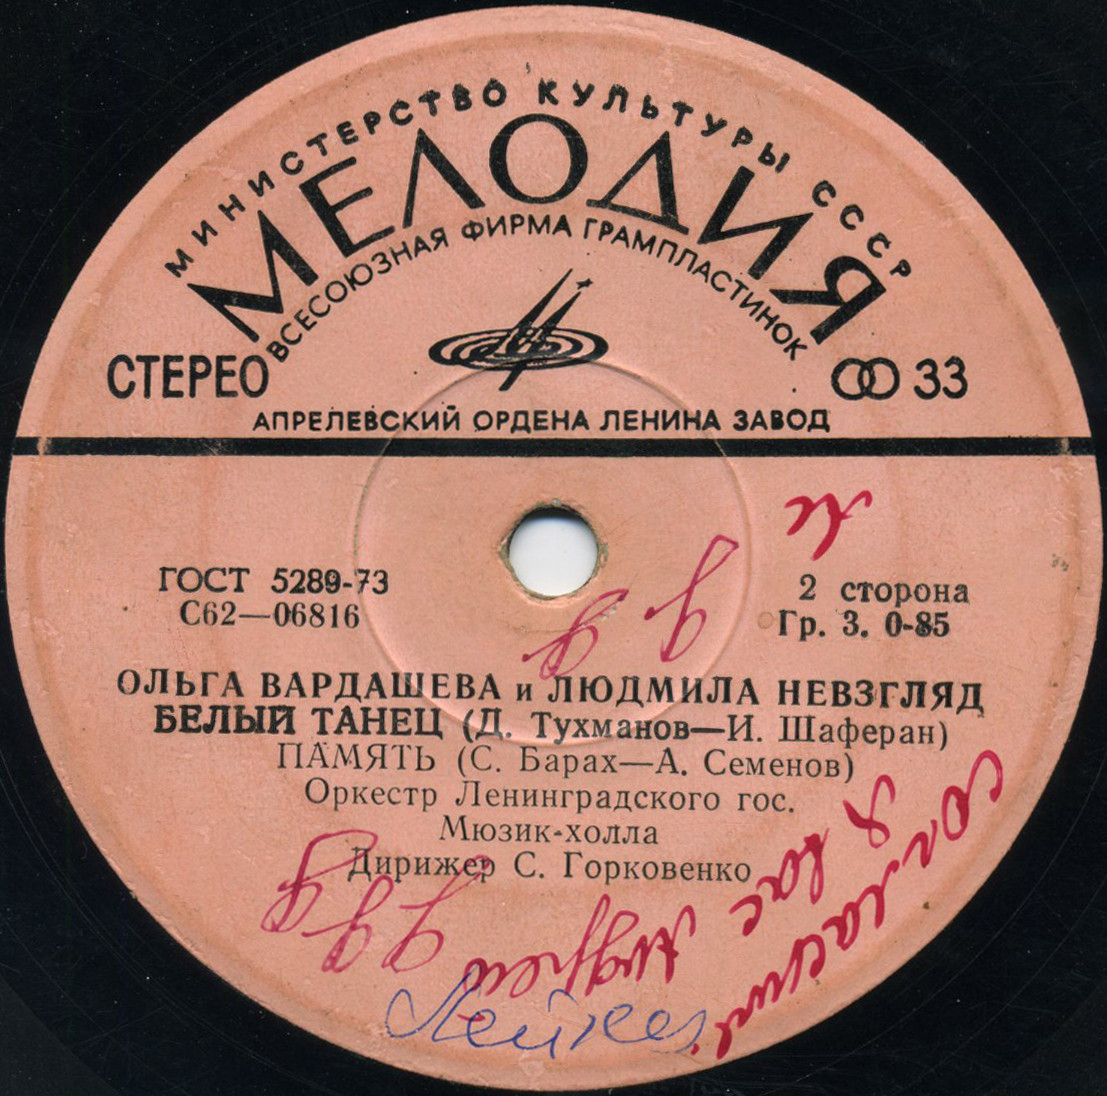 МИНИСТЕРСТВО КУЛЬТУРЫ СССР
МЕЛОДИЯ
ВСЕСОЮЗНАЯ ФИРМА ГРАМПЛАСТИНОК
СТЕРЕО
33
АПРЕЛЕВСКИЙ ОРДЕНА ЛЕНИНА ЗАВОД
ГОСТ 5289-73
С62—06816
2 сторона
Гр. 3. 0-85
ОЛЬГА ВАРДАШЕВА и ЛЮДМИЛА НЕВЗГЛЯД
БЕЛЫЙ ТАНЕЦ (Д. Тухманов—И. Шаферан)
ПАМЯТЬ (С. Барах—А. Семенов)
Оркестр Ленинградского гос.
Мюзик-холла
Дирижер С. Горковенко